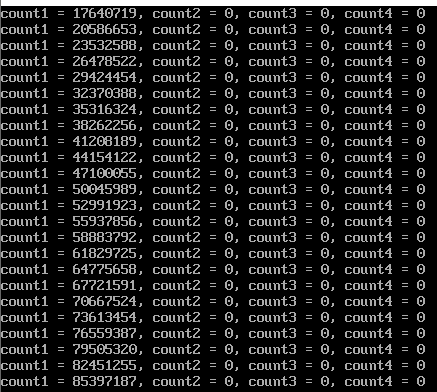 count1 = 17640719, count2 = 0, count3 = 0, count4 = 0
count1 = 20586653, count2 = 0, count3 = 0, count4 = 0
count1 = 23532588, count2 = 0, count3 = 0, count4 = 0
count1 = 26478522, count2 = 0, count3 = 0, count4 = 0
count1 = 29424454, count2 = 0, count3 = 0, count4 = 0
count1 = 32370388, count2 = 0, count3 = 0, count4 = 0
count1 = 35316324, count2 = 0, count3 = 0, count4 = 0
count1 = 38262256, count2 = 0, count3 = 0, count4 = 0
count1 = 41208189, count2 = 0, count3 = 0, count4 = 0
count1 = 44154122, count2 = 0, count3 = 0, count4 = 0
count1 = 47100055, count2 = 0, count3 = 0, count4 = 0
count1 = 50045989, count2 = 0, count3 = 0, count4 = 0
count1 = 52991923, count2 = 0, count3 = 0, count4 = 0
count1 = 55937856, count2 = 0, count3 = 0, count4 = 0
count1 = 58883792, count2 = 0, count3 = 0, count4 = 0
count1 = 61829725, count2 = 0, count3 = 0, count4 = 0
count1 = 64775658, count2 = 0, count3 = 0, count4 = 0
count1 = 67721591, count2 = 0, count3 = 0, count4 = 0
count1 = 70667524, count2 = 0, count3 = 0, count4 = 0
count1 = 73613454, count2 = 0, count3 = 0, count4 = 0
count1 = 76559387, count2 = 0, count3 = 0, count4 = 0
count1 = 79505320, count2 = 0, count3 = 0, count4 = 0
count1 = 82451255, count2 = 0, count3 = 0, count4 = 0
count1 = 85397187, count2 = 0, count3 = 0, count4 = 0